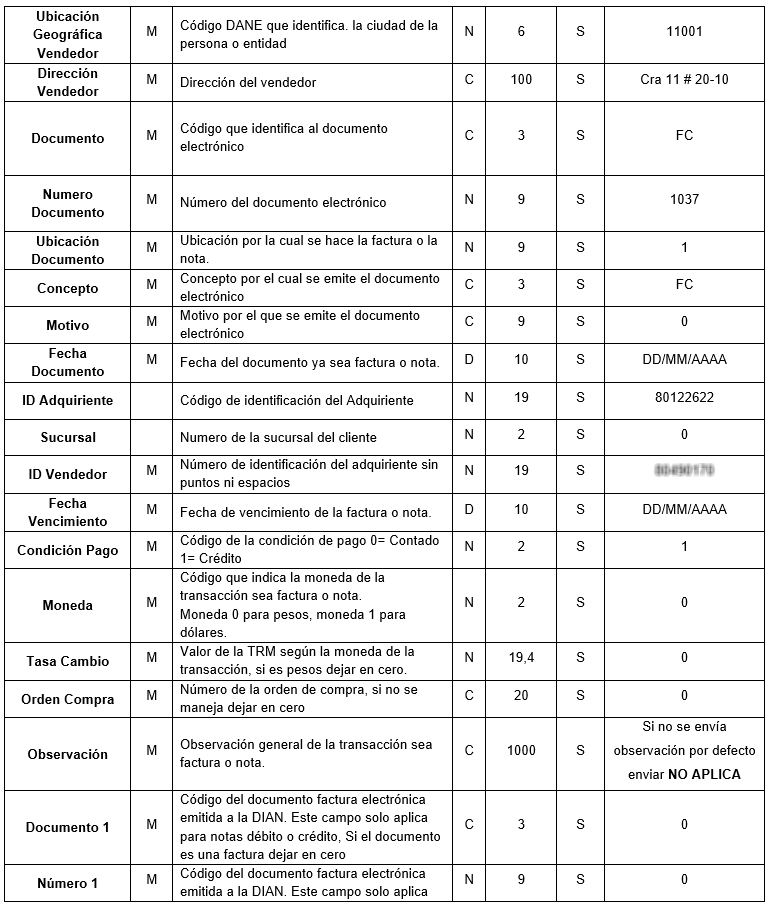 Ubicación Geográfica Vendedor M Código DANE que identifica. la ciudad de la persona o entidad N 6 S 11001
Dirección Vendedor M Dirección del vendedor C 100 S Cra 11 # 20-10
Documento M Código que identifica al documento electrónico C 3 S FC
Numero Documento M Número del documento electrónico N 9 S 1037
Ubicación Documento M Ubicación por la cual se hace la factura o la nota. N 9 S 1
Concepto M Concepto por el cual se emite el documento electrónico C 3 S FC
Motivo M Motivo por el que se emite el documento electrónico C 9 S 0
Fecha Documento M Fecha del documento ya sea factura o nota. D 10 S DD/MM/AAAA
ID Adquiriente Código de identificación del Adquiriente N 19 S 80122622
Sucursal Numero de la sucursal del cliente N 2 S 0
ID Vendedor M Número de identificación del adquiriente sin puntos ni espacios N 19 S
Fecha Vencimiento M Fecha de vencimiento de la factura o nota. D 10 S DD/MM/AAAA
Condición Pago M Código de la condición de pago 0= Contado 1= Crédito N 2 S 1
Moneda M Código que indica la moneda de la transacción sea factura o nota. Moneda 0 para pesos, moneda 1 para dólares. N 2 S 0
Tasa Cambio M Valor de la TRM según la moneda de la transacción, si es pesos dejar en cero. N 19,4 S 0
Orden Compra M Número de la orden de compra, si no se maneja dejar en cero C 20 S 0
Observación M Observación general de la transacción sea factura o nota. C 1000 S Si no se envía observación por defecto enviar NO APLICA
Documento 1 M Código del documento factura electrónica emitida a la DIAN. Este campo solo aplica para notas débito o crédito, Si el documento es una factura dejar en cero C 3 S 0
Número 1 M Código del documento factura electrónica emitida a la DIAN. Este campo solo aplica N 9 S 0